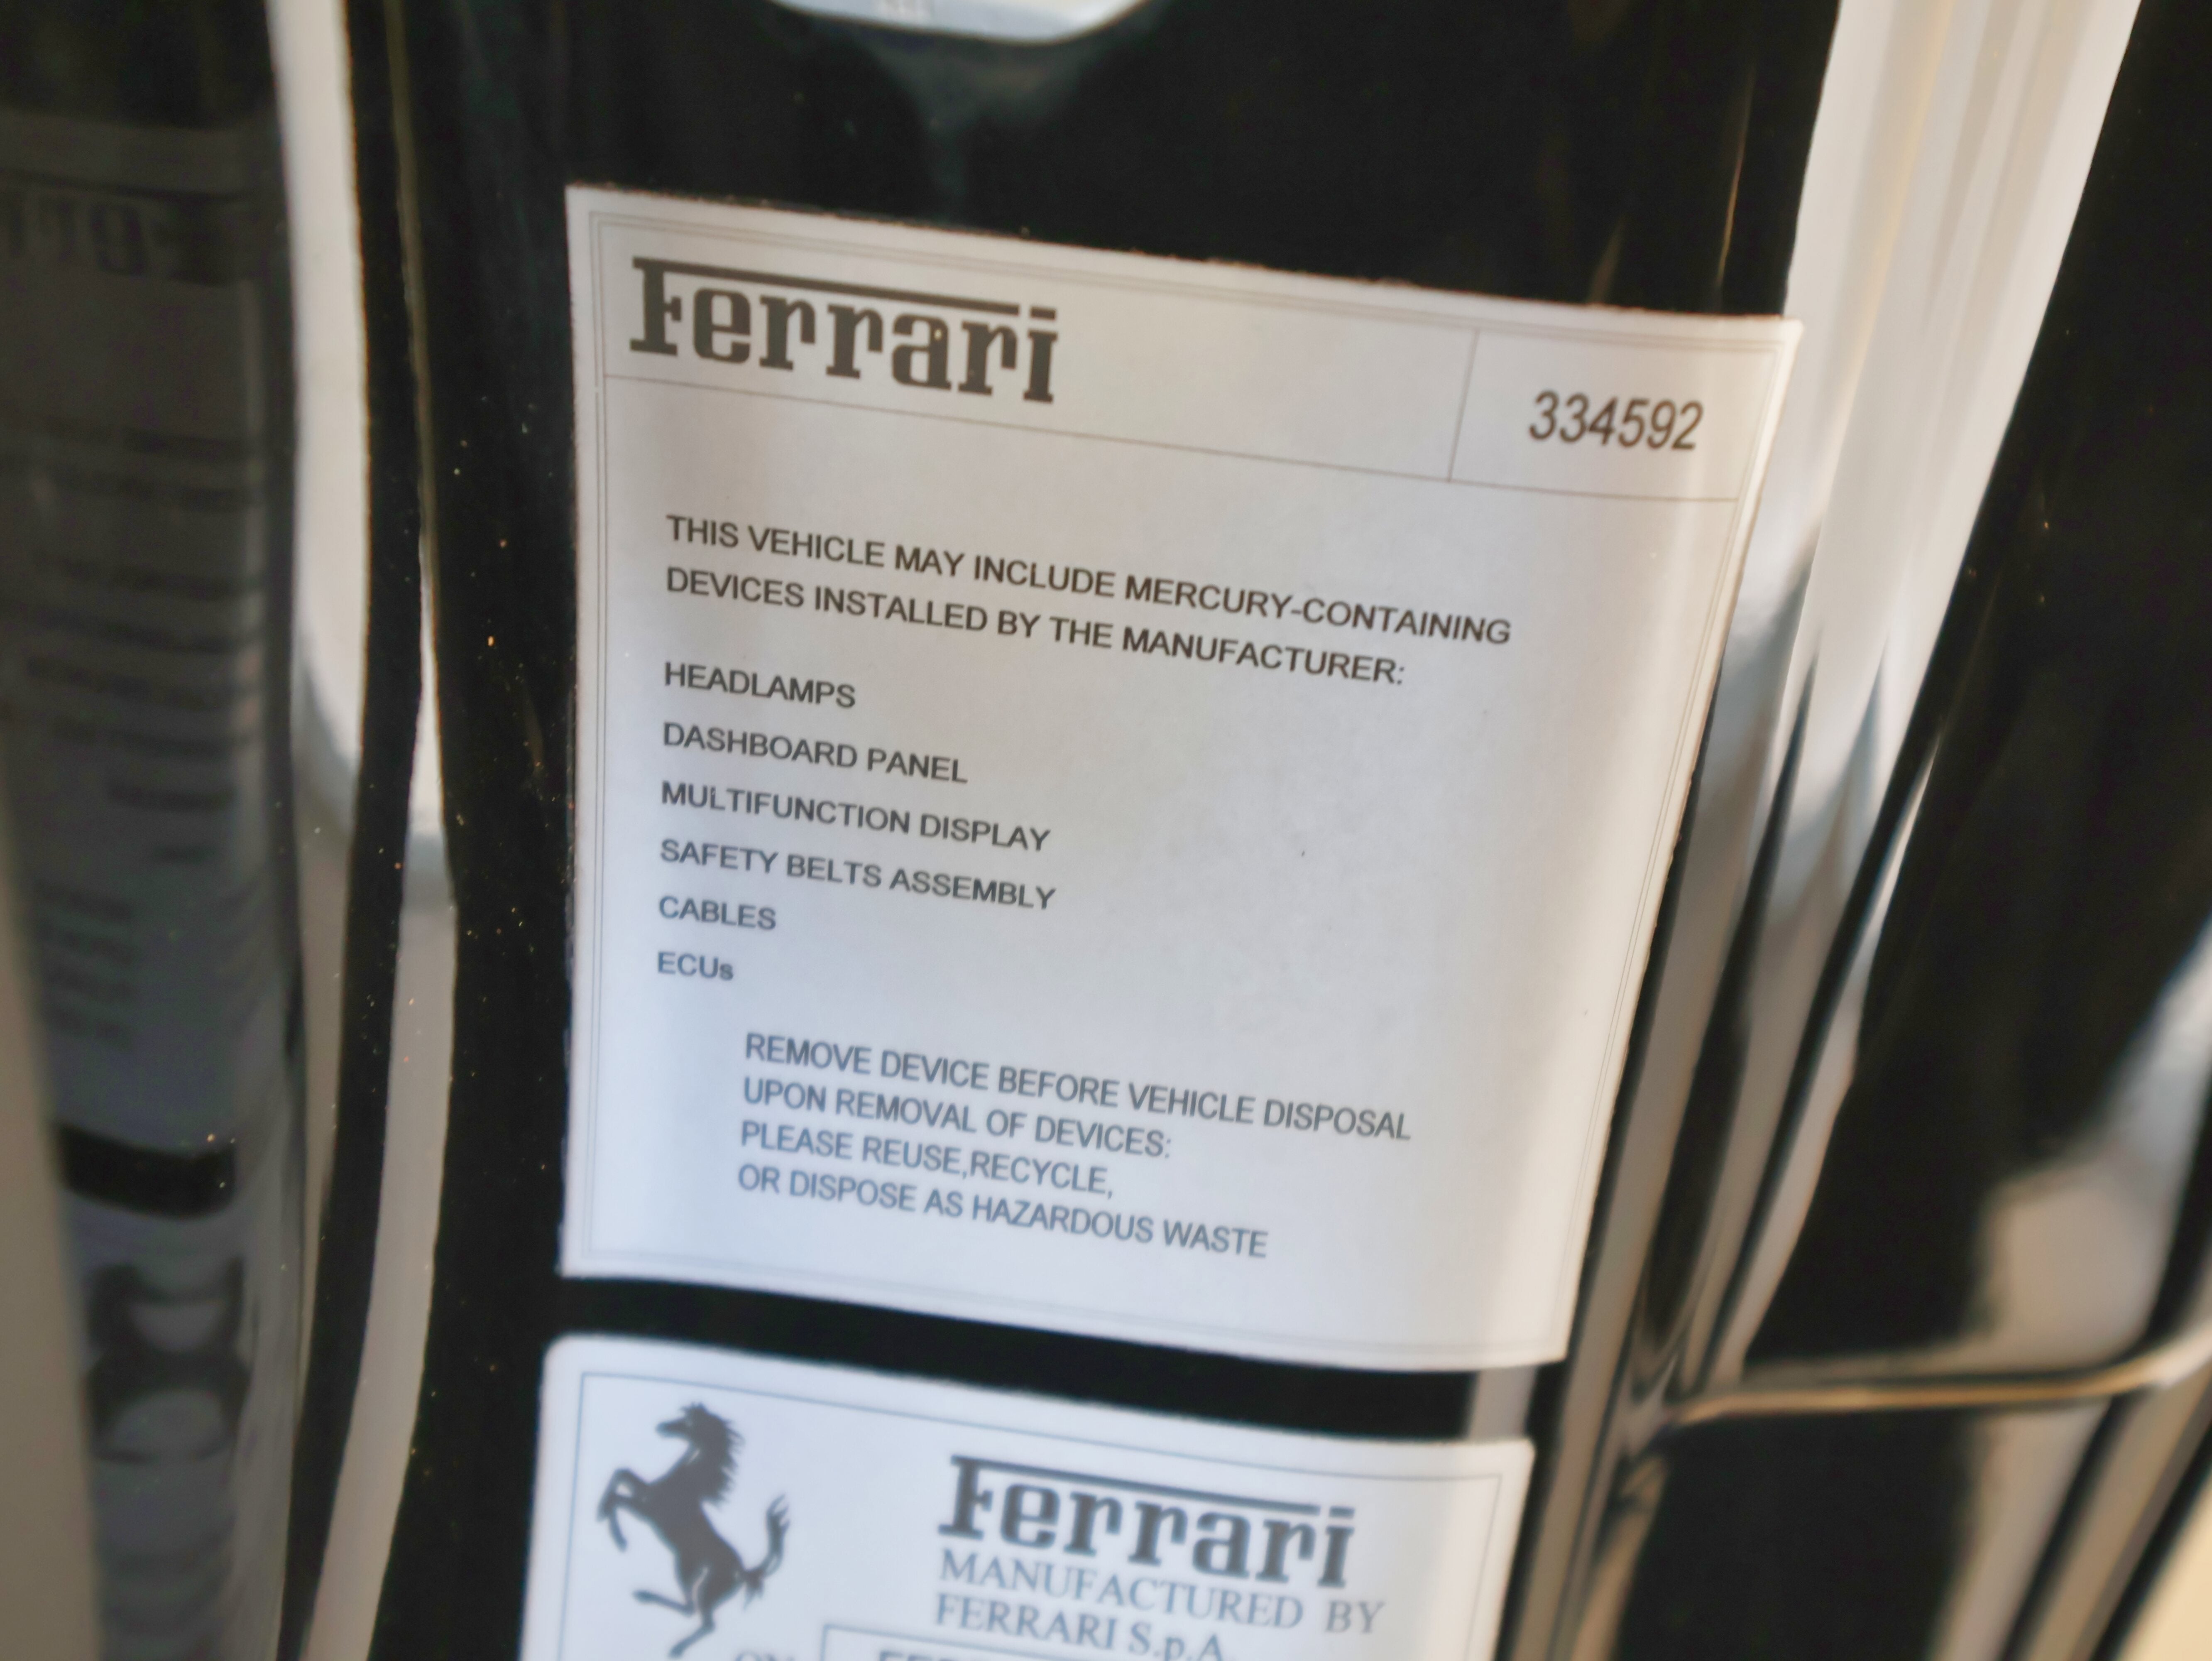 Ferrari
334592
THIS VEHICLE MAY INCLUDE MERCURY-CONTAINING
DEVICES INSTALLED BY THE MANUFACTURER:
HEADLAMPS
DASHBOARD PANEL
MULTIFUNCTION DISPLAY
SAFETY BELTS ASSEMBLY
CABLES
ECUs
REMOVE DEVICE BEFORE VEHICLE DISPOSAL
UPON REMOVAL OF DEVICES:
PLEASE REUSE,RECYCLE,
OR DISPOSE AS HAZARDOUS WASTE
Ferrari
MANUFACTURED BY
FERRARI S.p.A.